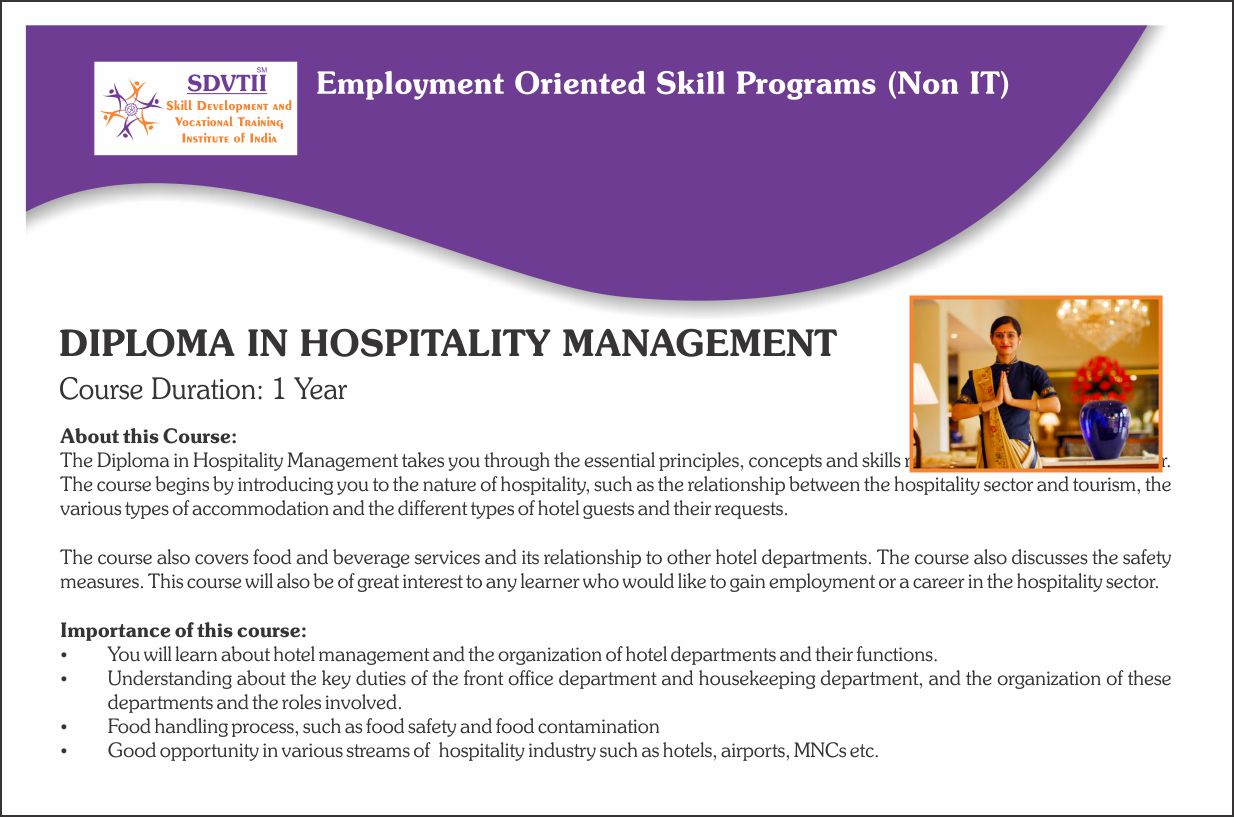 SDVTII SM
Skill Development and
Vocational Training
Institute of India
Employment Oriented Skill Programs (Non IT)
DIPLOMA IN HOSPITALITY MANAGEMENT
Course Duration: 1 Year
About this Course:
The Diploma in Hospitality Management takes you through the essential principles, concepts and skills
The course begins by introducing you to the nature of hospitality, such as the relationship between the hospitality sector and tourism, the
various types of accommodation and the different types of hotel guests and their requests.
The course also covers food and beverage services and its relationship to other hotel departments. The course also discusses the safety
measures. This course will also be of great interest to any learner who would like to gain employment or a career in the hospitality sector.
Importance of this course:
• You will learn about hotel management and the organization of hotel departments and their functions.
• Understanding about the key duties of the front office department and housekeeping department, and the organization of these
departments and the roles involved.
• Food handling process, such as food safety and food contamination
• Good opportunity in various streams of hospitality industry such as hotels, airports, MNCs etc.